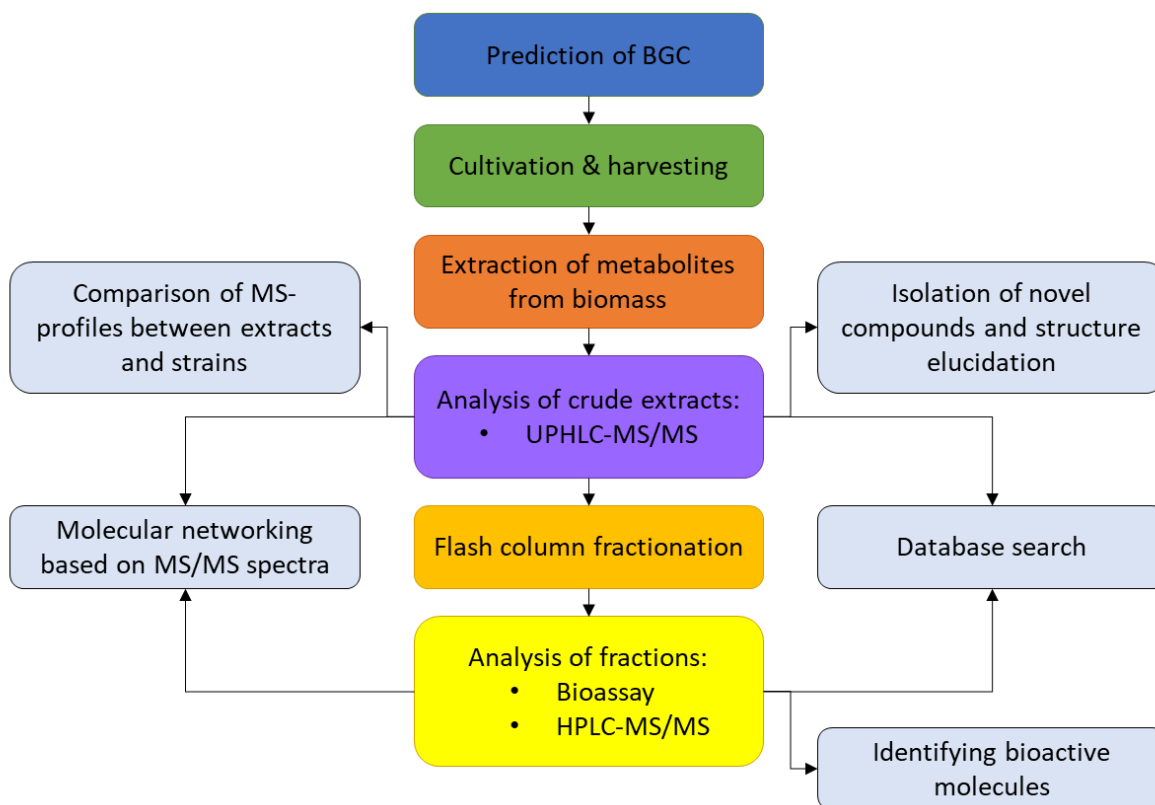 Prediction of BGC
Cultivation & harvesting
Extraction of metabolites
from biomass
Comparison of MS-
profiles between extracts
and strains
Isolation of novel
compounds and structure
elucidation
Analysis of crude extracts:
• UPHLC-MS/MS
Molecular networking
based on MS/MS spectra
Flash column fractionation
Database search
Analysis of fractions:
• Bioassay
• HPLC-MS/MS
Identifying bioactive
molecules